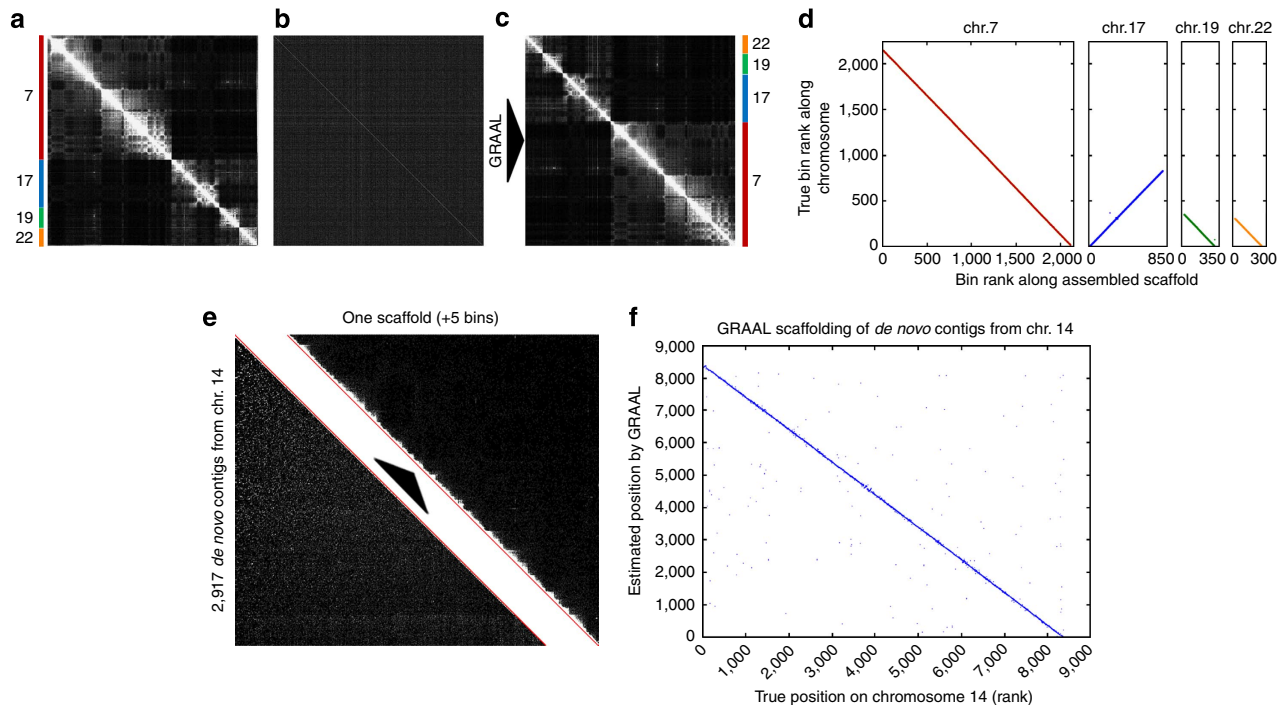 a
7
17
19
22
b
c
GRAAL
22
19
17
7
d
chr.7
chr.17
chr.19
chr.22
True bin rank along
chromosome
2,000
1,500
1,000
500
0
0
500
1,000
1,500
2,000
0
850
0
350
0
300
Bin rank along assembled scaffold
e
One scaffold (+5 bins)
2,917 de novo contigs from chr. 14
f
GRAAL scaffolding of de novo contigs from chr. 14
Estimated position by GRAAL
9,000
8,000
7,000
6,000
5,000
4,000
3,000
2,000
1,000
0
0
1,000
2,000
3,000
4,000
5,000
6,000
7,000
8,000
9,000
True position on chromosome 14 (rank)